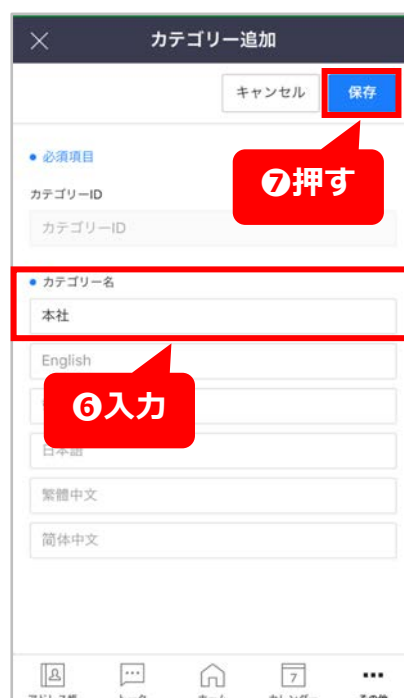 カテゴリー追加
キャンセル 保存
必須項目
❼押す
カテゴリーID
カテゴリーID
カテゴリー名
本社
English
❻入力
日本語
繁體中文
简体中文
7